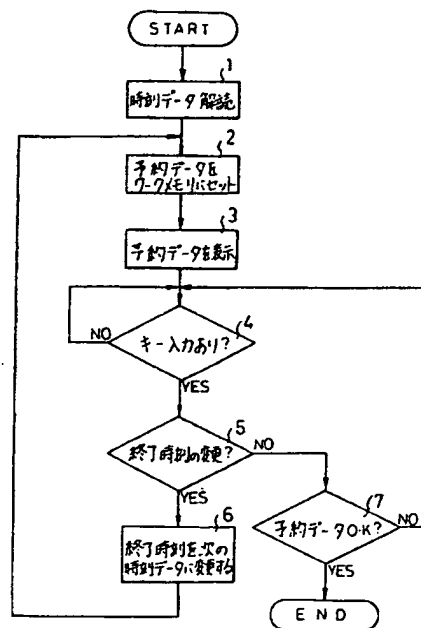 START
1
時刻データ解読
2
予約データを
ワークメモリにセット
3
予約データを表示
4
キー入力あり?
NO
YES
5
終了時刻の変更?
NO
YES
6
終了時刻を次の
時刻データに変更する
7
予約データO.K?
NO
YES
END